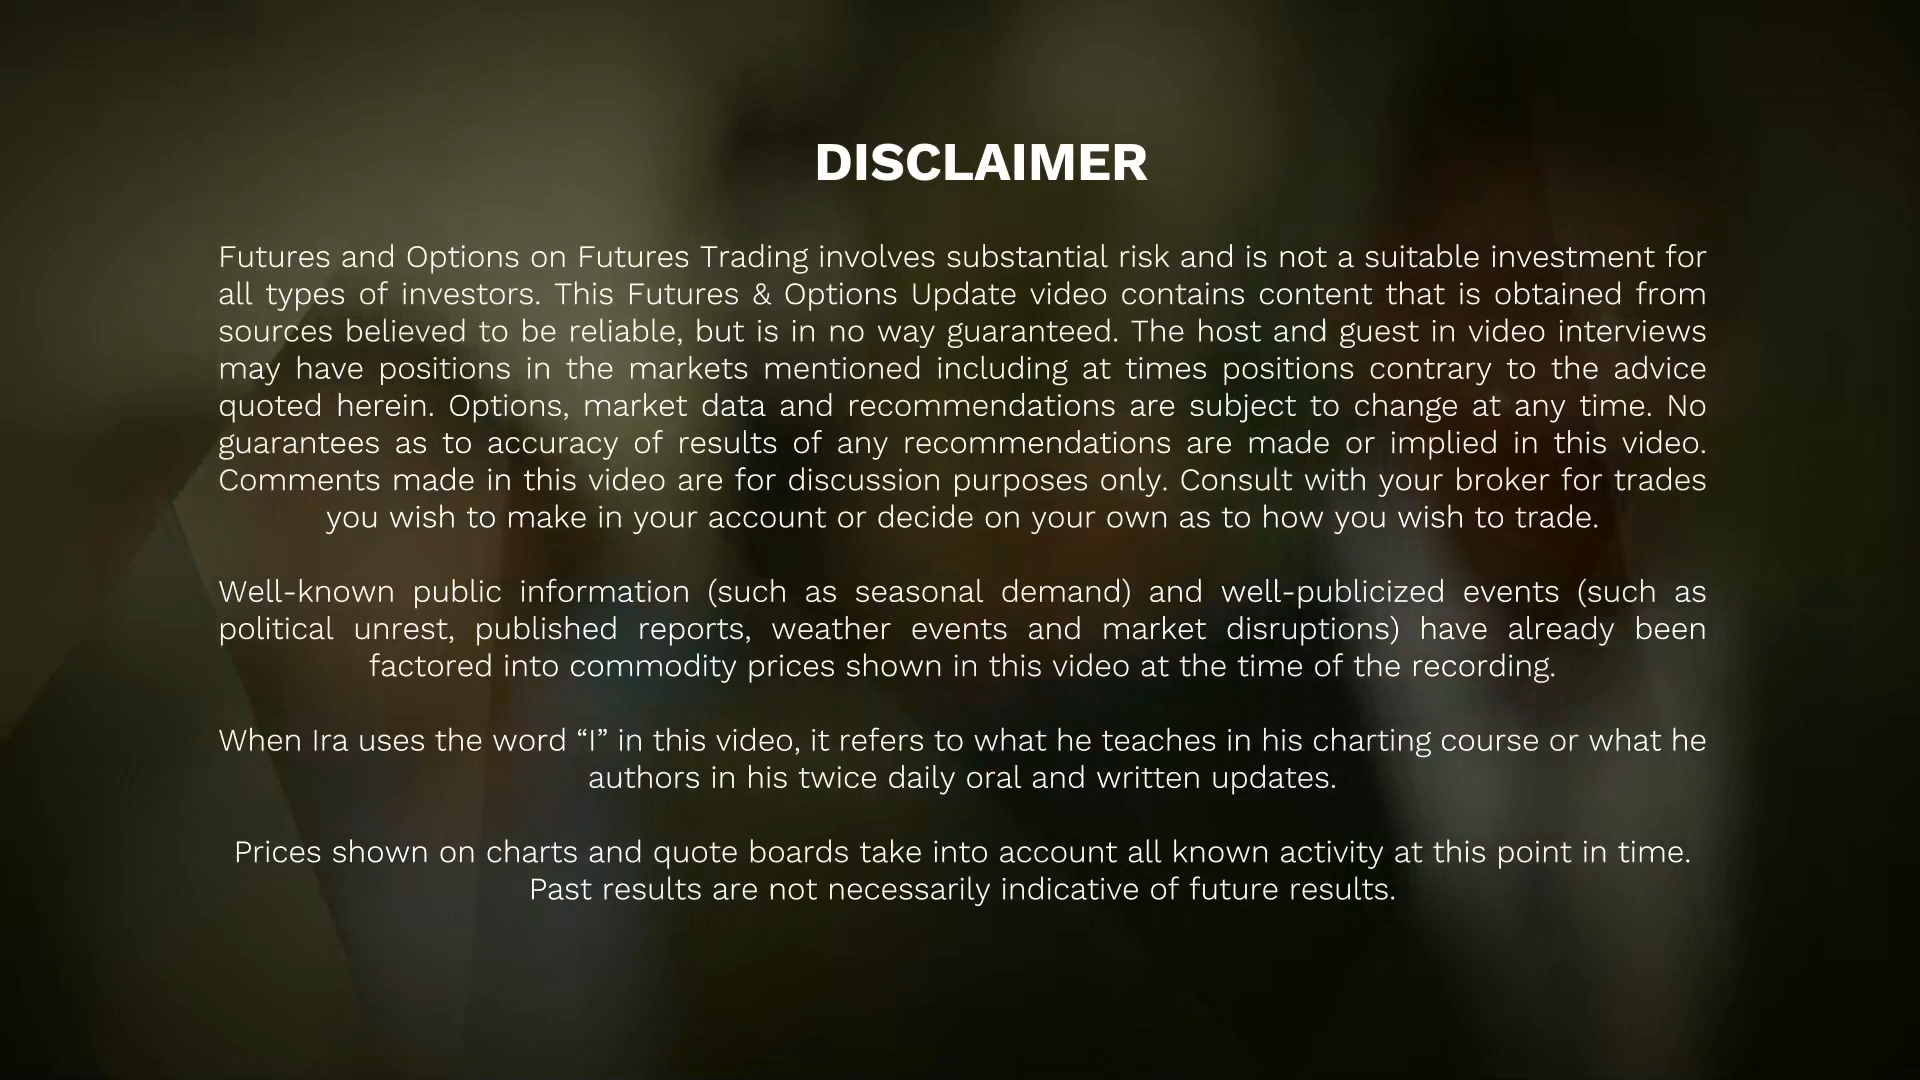 DISCLAIMER
Futures and Options on Futures Trading involves substantial risk and is not a suitable investment for
all types of investors. This Futures & Options Update video contains content that is obtained from
sources believed to be reliable, but is in no way guaranteed. The host and guest in video interviews
may have positions in the markets mentioned including at times positions contrary to the advice
quoted herein. Options, market data and recommendations are subject to change at any time. No
guarantees as to accuracy of results of any recommendations are made or implied in this video.
Comments made in this video are for discussion purposes only. Consult with your broker for trades
you wish to make in your account or decide on your own as to how you wish to trade.
Well-known public information (such as seasonal demand) and well-publicized events (such as
political unrest, published reports, weather events and market disruptions) have already been
factored into commodity prices shown in this video at the time of the recording.
When Ira uses the word “I” in this video, it refers to what he teaches in his charting course or what he
authors in his twice daily oral and written updates.
Prices shown on charts and quote boards take into account all known activity at this point in time.
Past results are not necessarily indicative of future results.